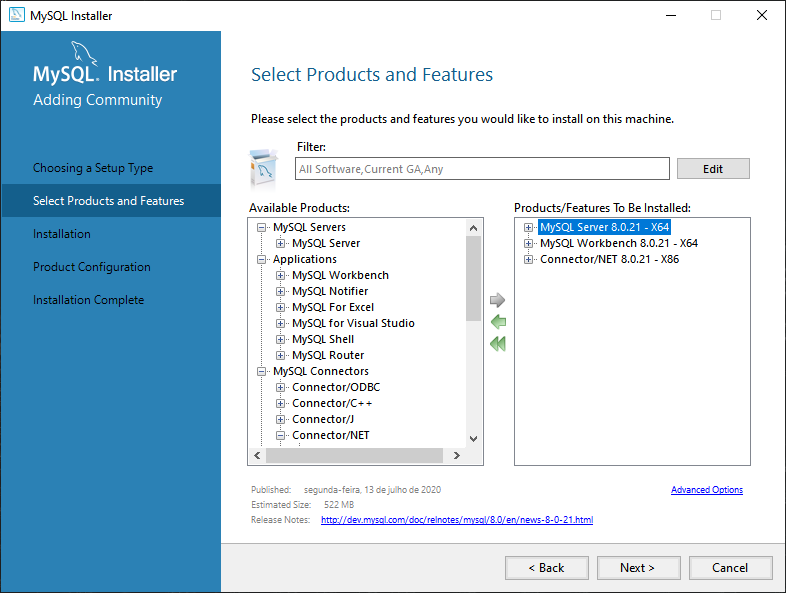 MySQL Installer
MySQL. Installer
Adding Community
Choosing a Setup Type
Select Products and Features
Installation
Product Configuration
Installation Complete
Select Products and Features
Please select the products and features you would like to install on this machine.
Filter:
All Software,Current GA,Any
Edit
Available Products:
MySQL Servers
MySQL Server
Applications
MySQL Workbench
MySQL Notifier
MySQL For Excel
MySQL for Visual Studio
MySQL Shell
MySQL Router
MySQL Connectors
Connector/ODBC
Connector/C++
Connector/J
Connector/NET
Products/Features To Be Installed:
MySQL Server 8.0.21 - X64
MySQL Workbench 8.0.21 - X64
Connector/NET 8.0.21 - X86
Published: segunda-feira, 13 de julho de 2020
Estimated Size: 522 MB
Release Notes: http://dev.mysql.com/doc/relnotes/mysql/8.0/en/news-8-0-21.html
Advanced Options
< Back
Next >
Cancel